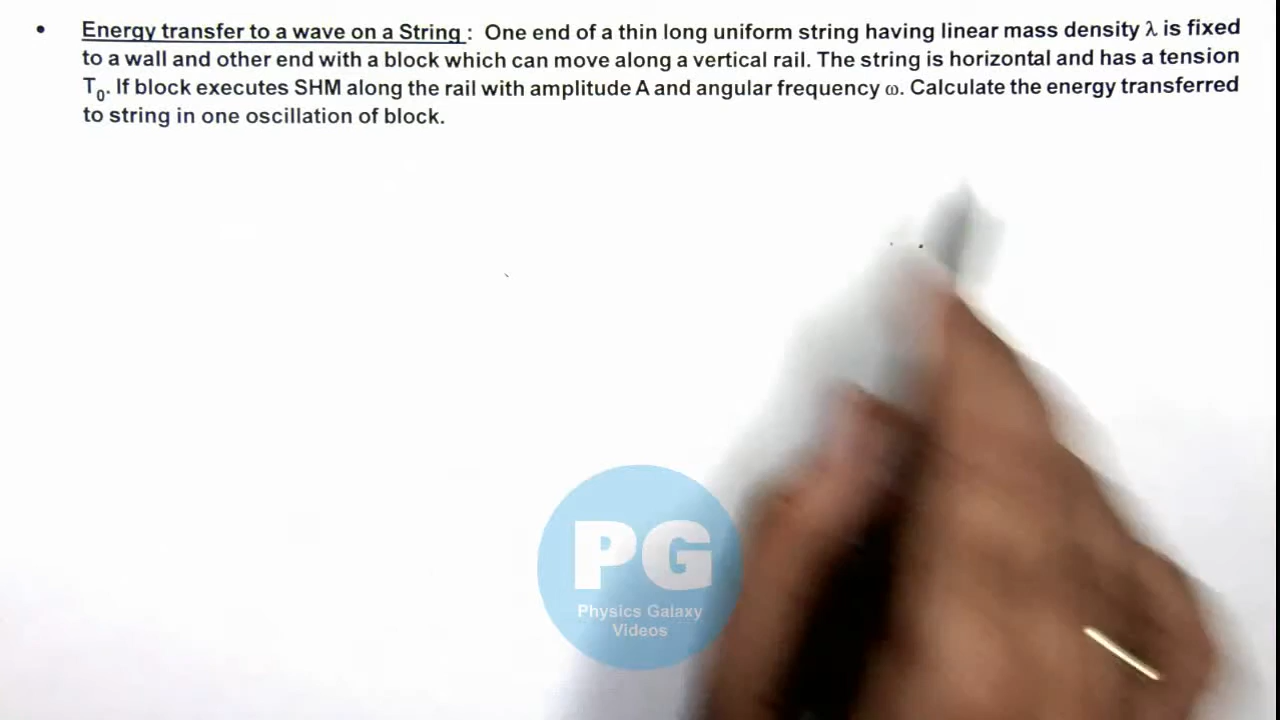 • Energy transfer to a wave on a String : One end of a thin long uniform string having linear mass density λ is fixed
to a wall and other end with a block which can move along a vertical rail. The string is horizontal and has a tension
T₀. If block executes SHM along the rail with amplitude A and angular frequency ω. Calculate the energy transferred
to string in one oscillation of block.
PG
Physics Galaxy
Videos